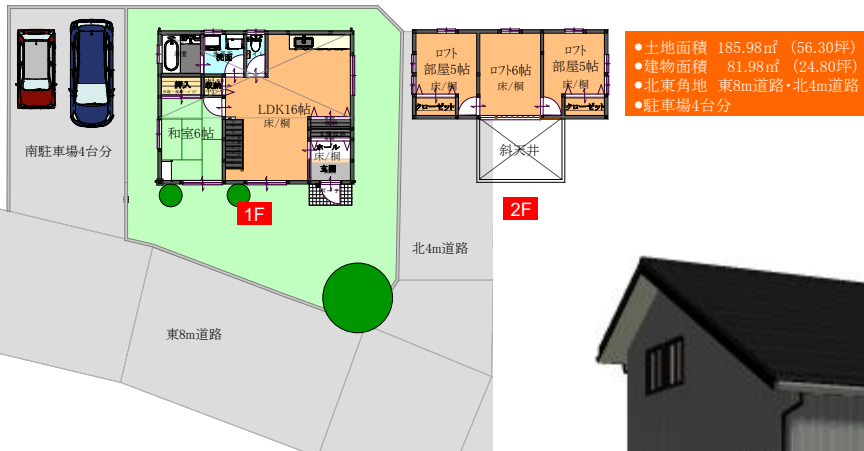 ●土地面積 185.98㎡ (56.30坪)
●建物面積 81.98㎡ (24.80坪)
●北東角地 東8m道路・北4m道路
●駐車場4台分
ロフト
部屋5帖
床/桐
クローゼット
ロフト6帖
床/桐
ロフト
部屋5帖
床/桐
クローゼット
斜天井
2F
洗面
押入
収納
LDK16帖
床/桐
和室6帖
ホール
床/桐
玄関
1F
南駐車場4台分
北4m道路
東8m道路